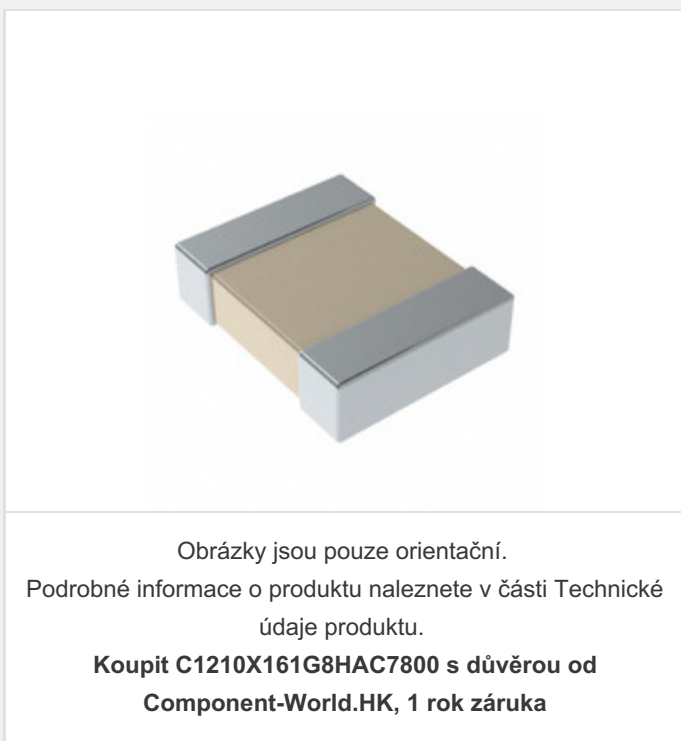 Obrázky jsou pouze orientační.
Podrobné informace o produktu naleznete v části Technické
údaje produktu.
Koupit C1210X161G8HAC7800 s důvěrou od
Component-World.HK, 1 rok záruka